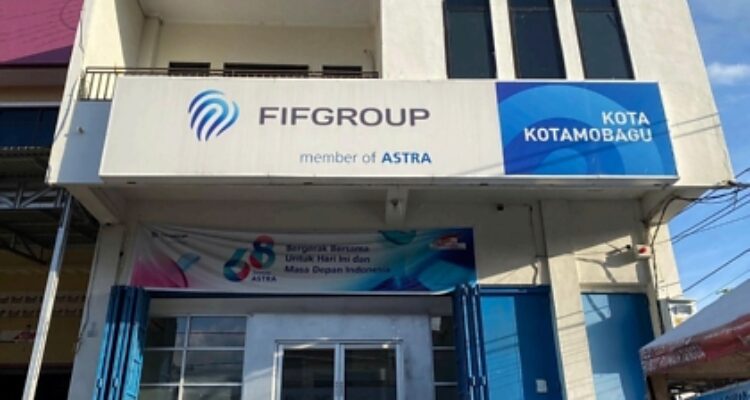 FIFGROUP
member of ASTRA
KOTA
KOTAMOBAGU
68
ASTRA
Bergerak Bersama
Untuk Hari Ini dan
Masa Depan Indonesia